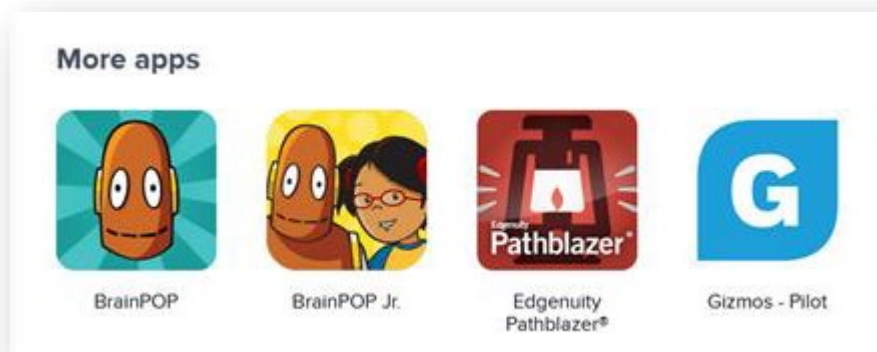 More apps
Edgenuity
Pathblazer®
G
BrainPOP
BrainPOP Jr.
Edgenuity
Pathblazer®
Gizmos - Pilot